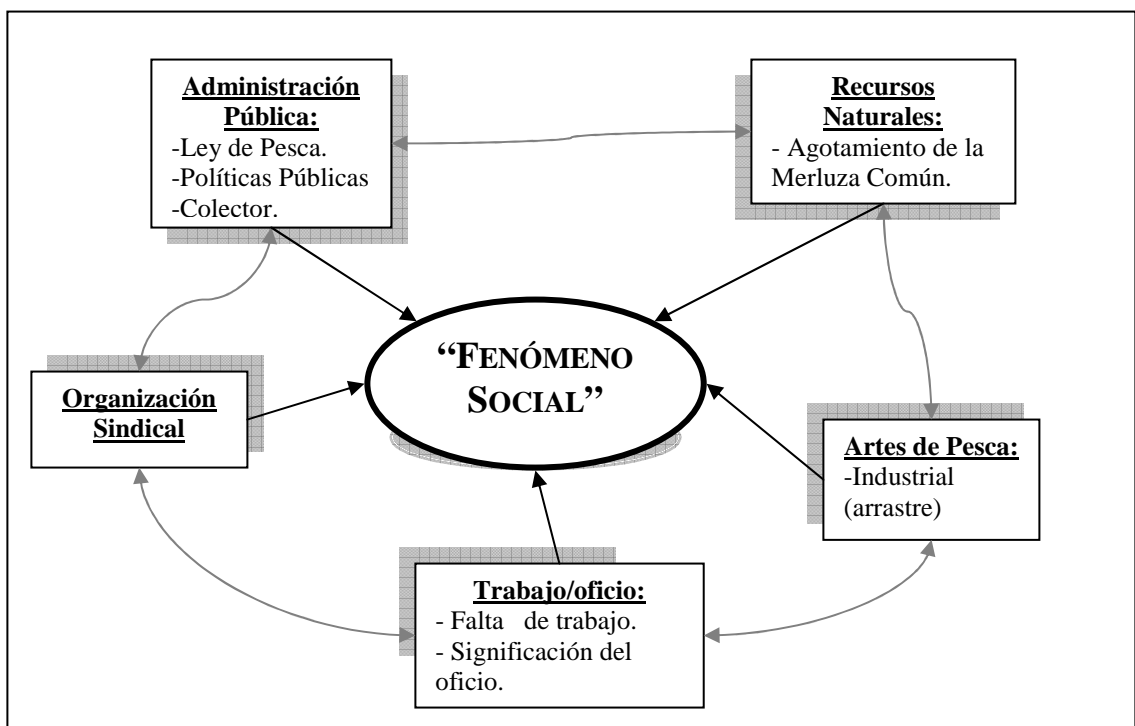 Administración
Pública:
-Ley de Pesca.
-Políticas Públicas
-Colector.
Recursos
Naturales:
- Agotamiento de la
Merluza Común.
“FENÓMENO
SOCIAL”
Organización
Sindical
Artes de Pesca:
-Industrial
(arrastre)
Trabajo/oficio:
- Falta de trabajo.
- Significación del
oficio.